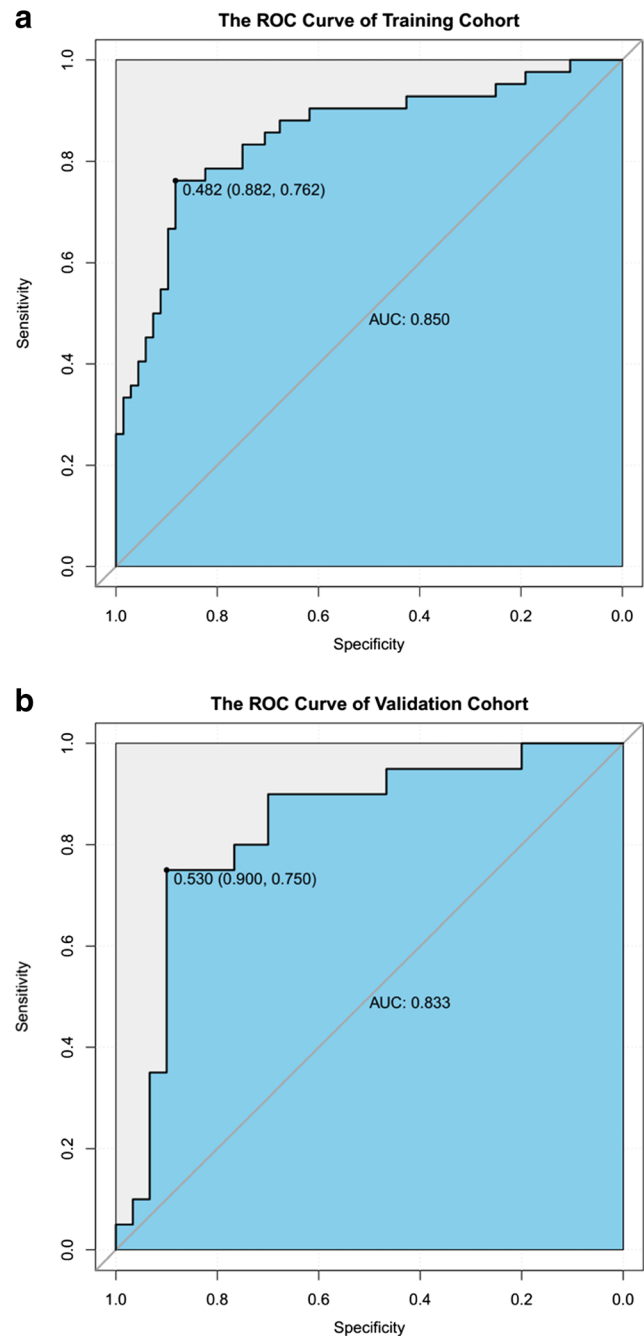 a
The ROC Curve of Training Cohort
1.0
0.8
0.6
0.4
0.2
0.0
Sensitivity
0.482 (0.882, 0.762)
AUC: 0.850
1.0 0.8 0.6 0.4 0.2 0.0
Specificity
b
The ROC Curve of Validation Cohort
1.0
0.8
0.6
0.4
0.2
0.0
Sensitivity
0.530 (0.900, 0.750)
AUC: 0.833
1.0 0.8 0.6 0.4 0.2 0.0
Specificity